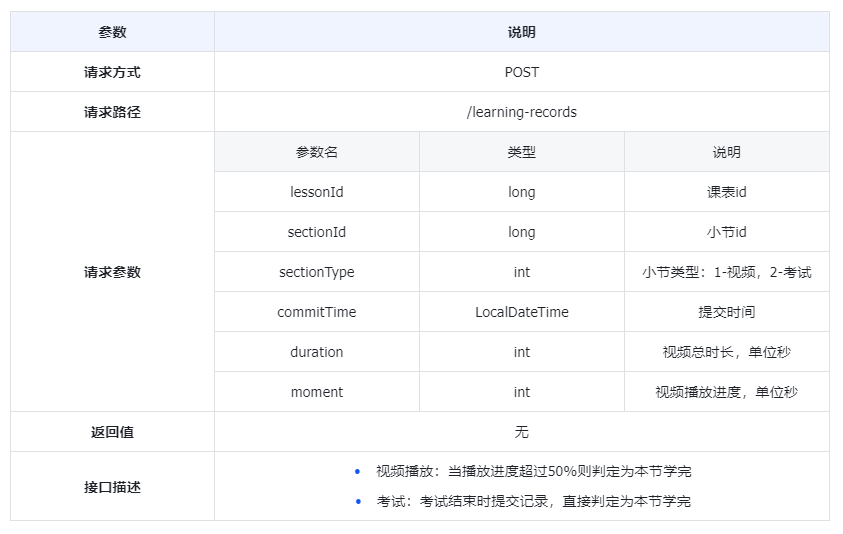 参数 说明
请求方式 POST
请求路径 /learning-records
请求参数 参数名 类型 说明
lessonId long 课表id
sectionId long 小节id
sectionType int 小节类型：1-视频，2-考试
commitTime LocalDateTime 提交时间
duration int 视频总时长，单位秒
moment int 视频播放进度，单位秒
返回值 无
接口描述 • 视频播放：当播放进度超过50%则判定为本节学完
• 考试：考试结束时提交记录，直接判定为本节学完